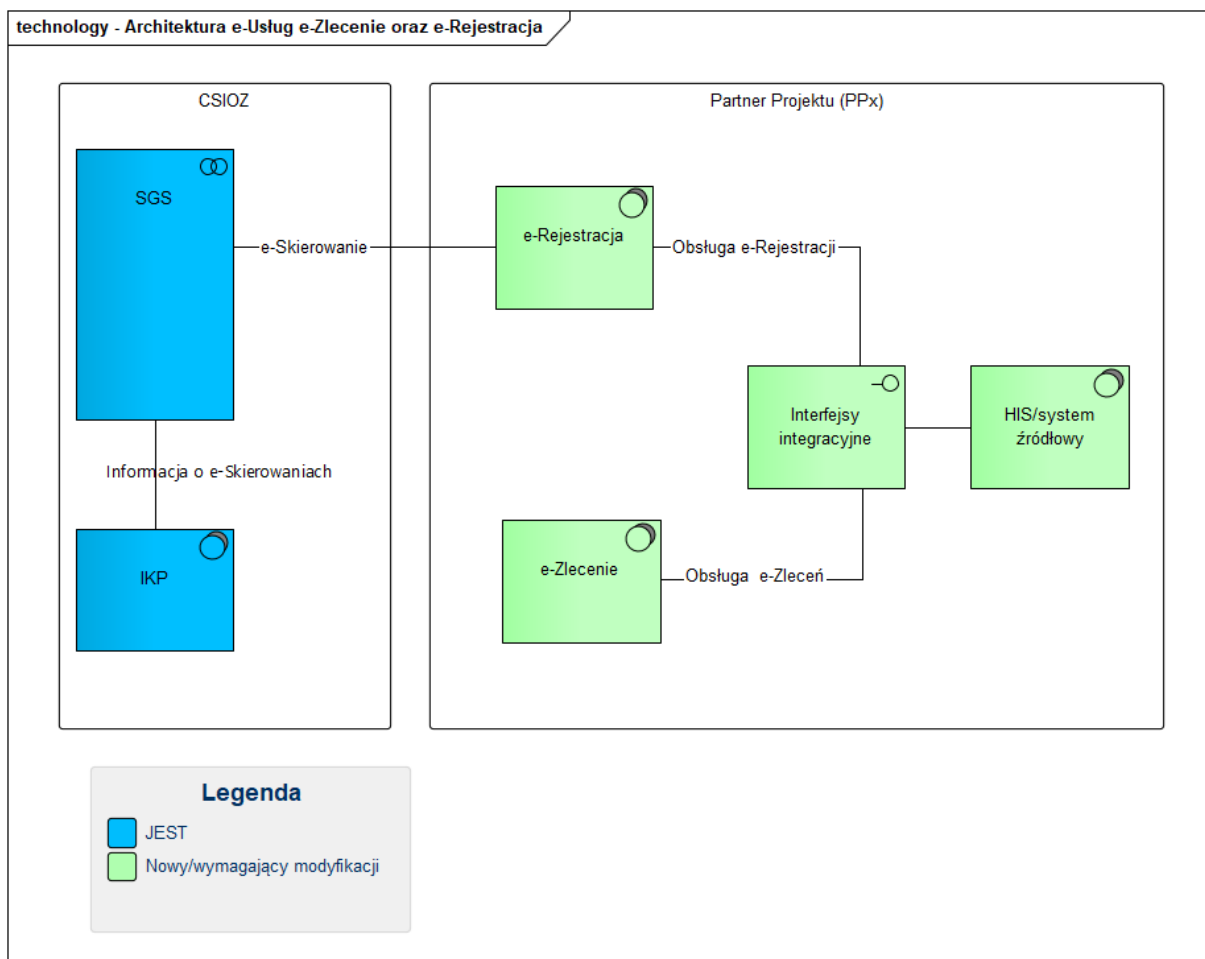 technology - Architektura e-Usług e-Zlecenie oraz e-Rejestracja
CSIOZ
Partner Projektu (PPx)
SGS
e-Rejestracja
e-Skierowanie
Obsługa e-Rejestracji
Interfejsy
integracyjne
HIS/system
źródłowy
Informacja o e-Skierowaniach
IKP
e-Zlecenie
Obsługa e-Zleceń
Legenda
JEST
Nowy/wymagający modyfikacji